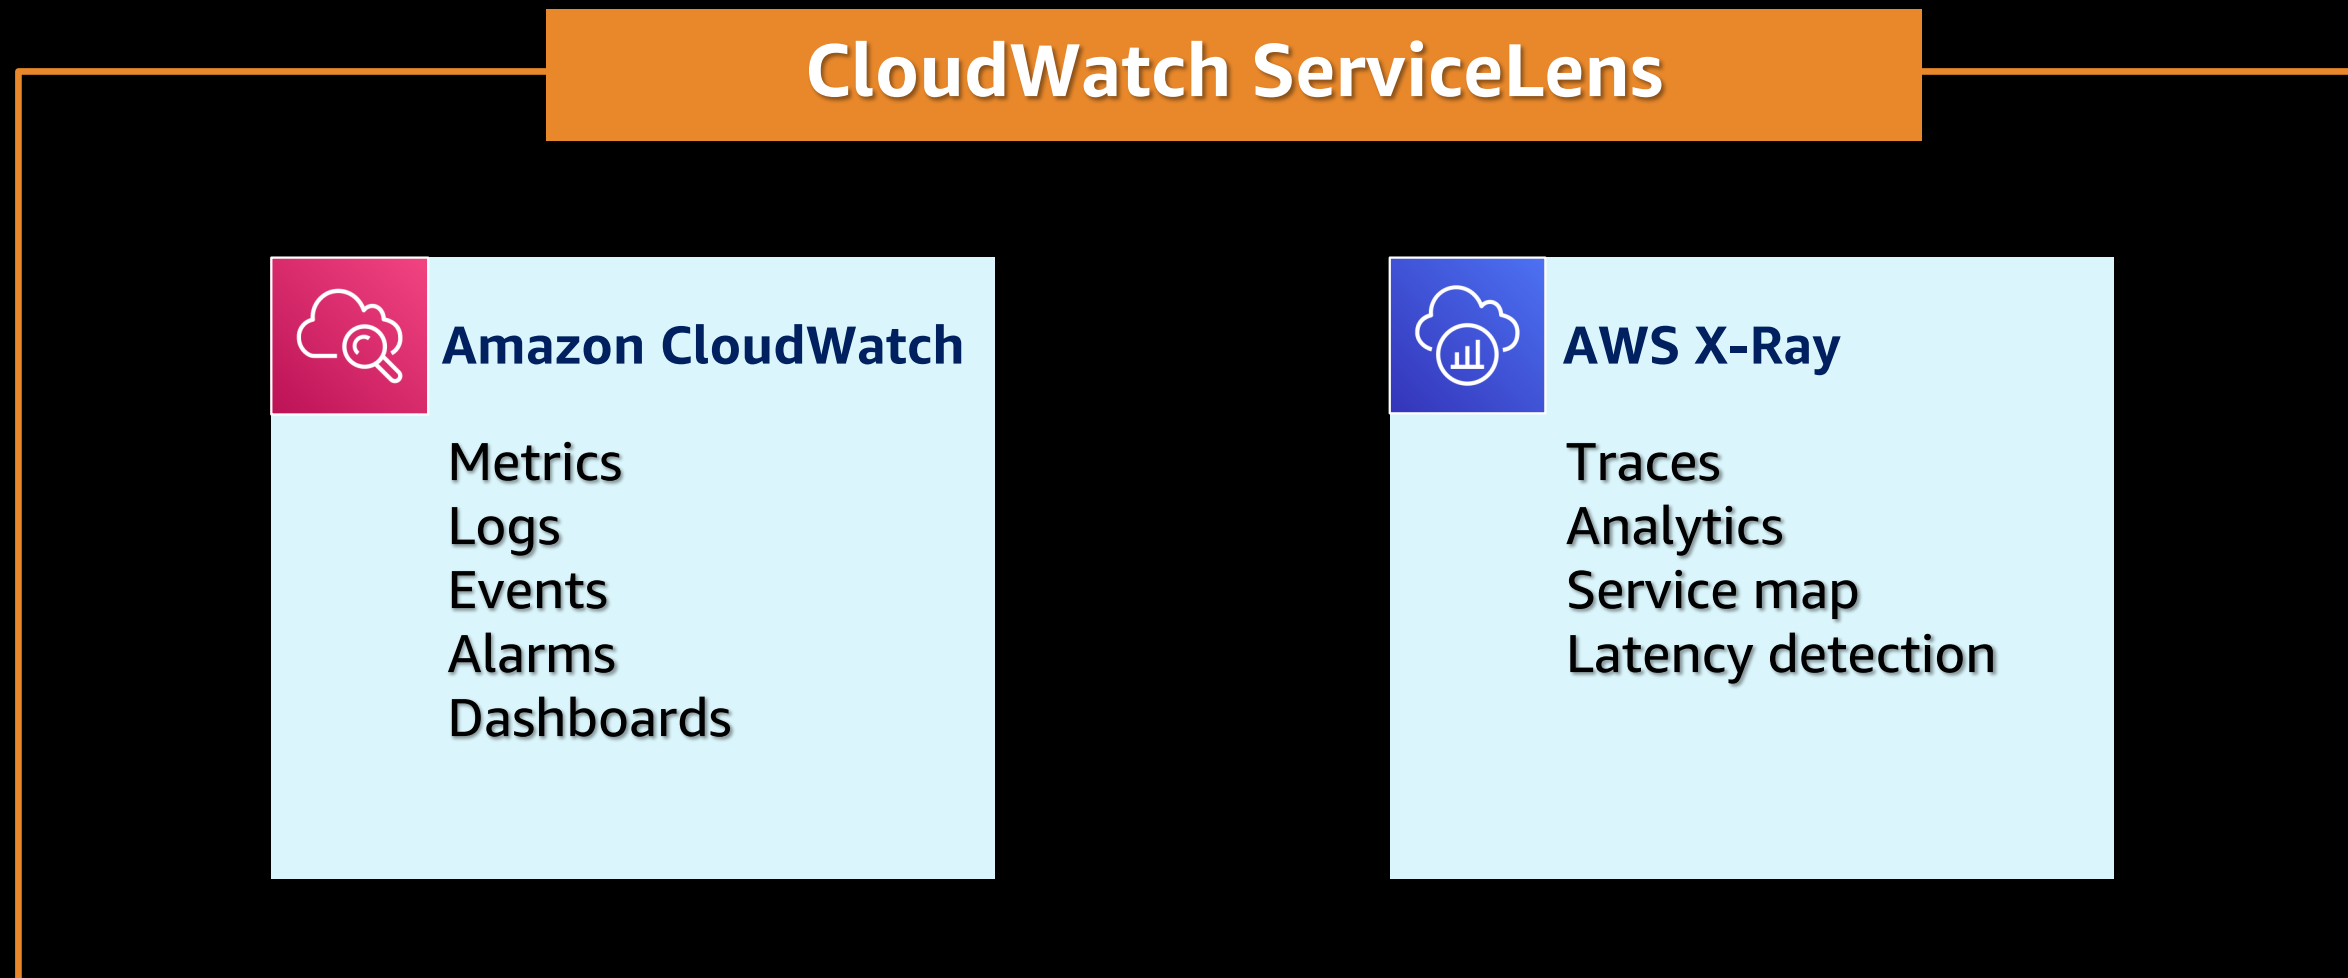 CloudWatch ServiceLens
Amazon CloudWatch
Metrics
Logs
Events
Alarms
Dashboards
AWS X-Ray
Traces
Analytics
Service map
Latency detection